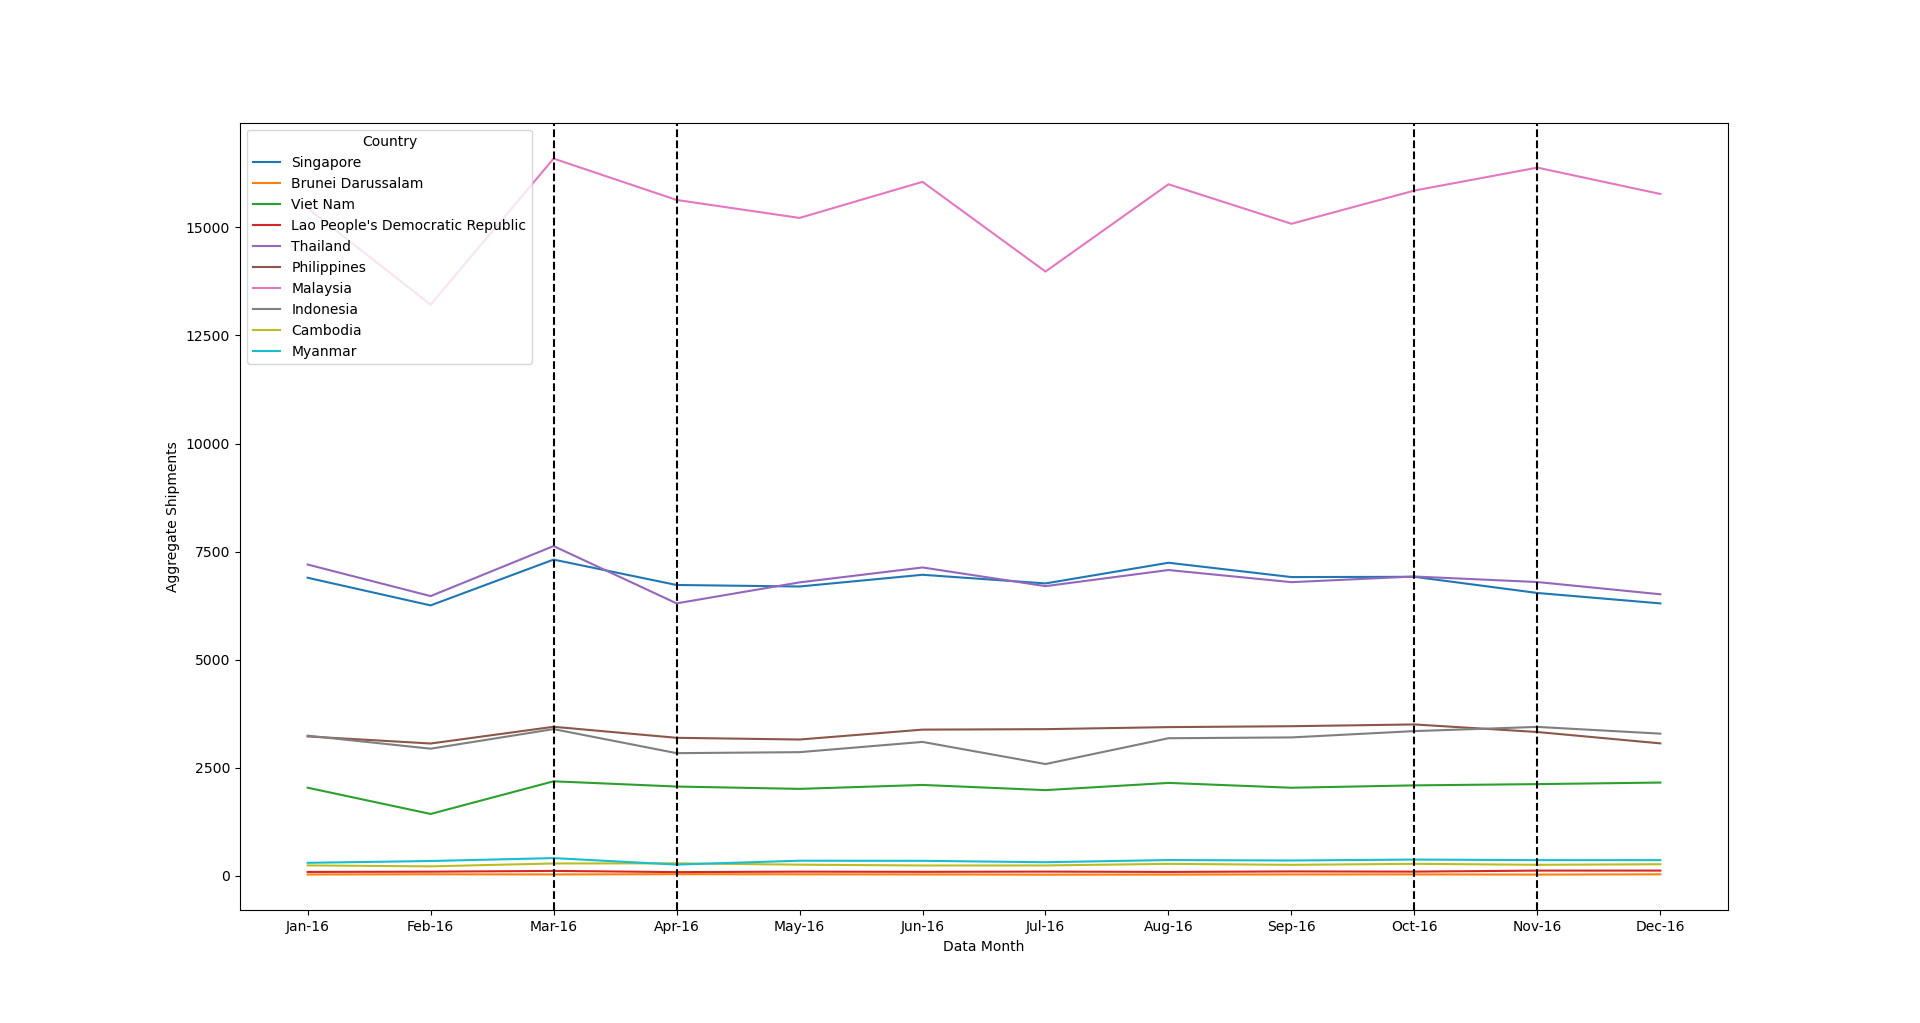 Country
Singapore
Brunei Darussalam
Viet Nam
Lao People's Democratic Republic
Thailand
Philippines
Malaysia
Indonesia
Cambodia
Myanmar
15000
12500
10000
7500
5000
2500
0
Aggregate Shipments
Jan-16 Feb-16 Mar-16 Apr-16 May-16 Jun-16 Jul-16 Aug-16 Sep-16 Oct-16 Nov-16 Dec-16
Data Month